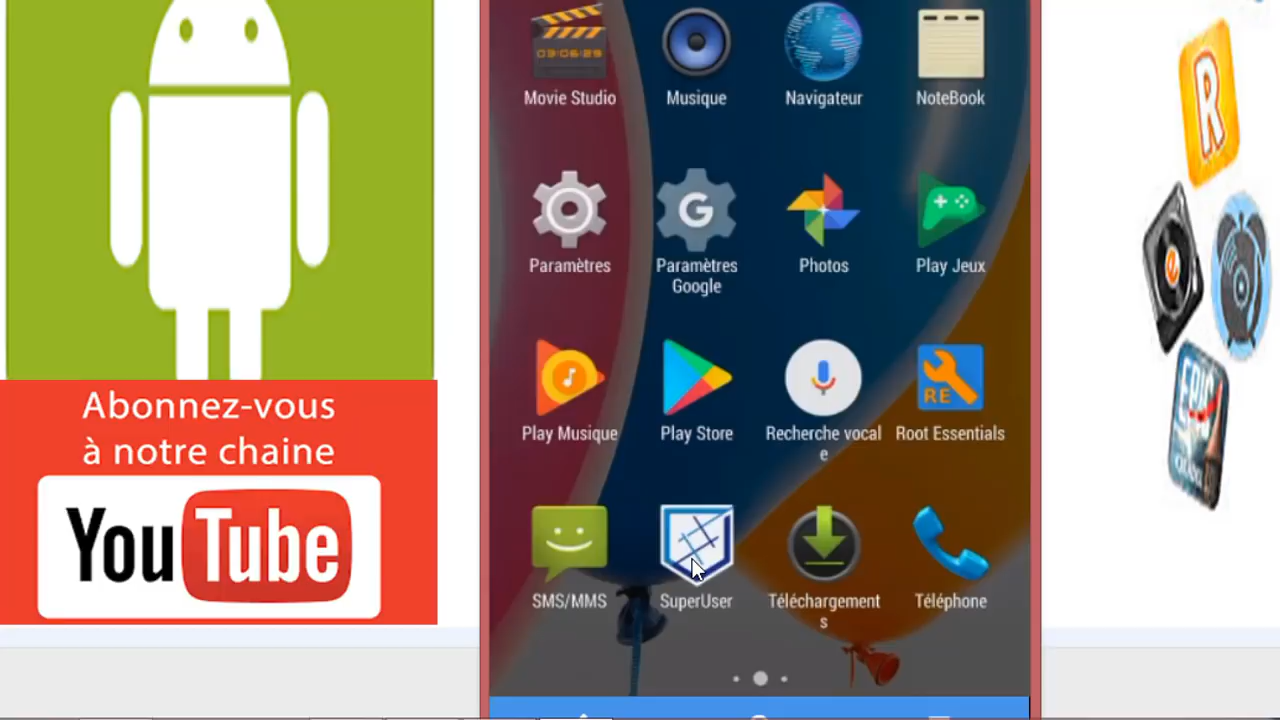 03:06:29
Movie Studio
Musique
Navigateur
NoteBook
R
G
Paramètres
Paramètres
Google
Photos
Play Jeux
RE
Play Musique
Play Store
Recherche vocal
e
Root Essentials
SMS/MMS
SuperUser
Téléchargement
s
Téléphone
Abonnez-vous
à notre chaine
YouTube
EPIC